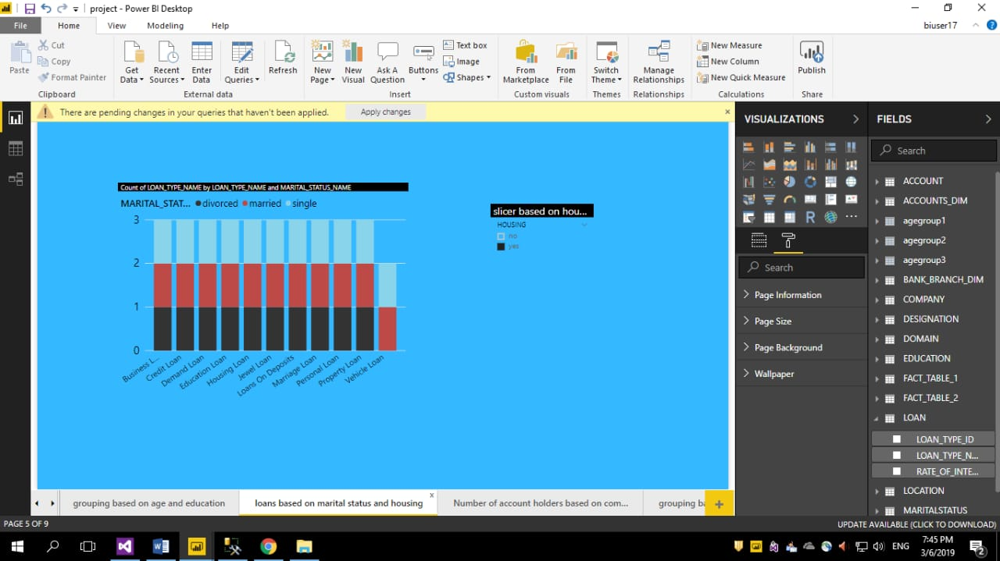 project - Power BI Desktop
File
Home
View
Modeling
Help
biuser17
Paste
Cut
Copy
Format Painter
Clipboard
Get Data
Recent Sources
Enter Data
Edit Queries
Refresh
External data
New Page
New Visual
Ask A Question
Buttons
Text box
Image
Shapes
Insert
From Marketplace
From File
Custom visuals
Switch Theme
Themes
Manage Relationships
Relationships
New Measure
New Column
New Quick Measure
Calculations
Publish
Share
There are pending changes in your queries that haven't been applied.
Apply changes
Count of LOAN_TYPE_NAME by LOAN_TYPE_NAME and MARITAL_STATUS_NAME
MARITAL_STAT... divorced married single
3
2
1
0
Business L...
Credit Loan
Demand Loan
Education Loan
Housing Loan
Jewel Loan
Loans On Deposits
Marriage Loan
Personal Loan
Property Loan
Vehicle Loan
slicer based on hou...
HOUSING
no
yes
VISUALIZATIONS
R
Search
Page Information
Page Size
Page Background
Wallpaper
FIELDS
Search
ACCOUNT
ACCOUNTS_DIM
agegroup1
agegroup2
agegroup3
BANK_BRANCH_DIM
COMPANY
DESIGNATION
DOMAIN
EDUCATION
FACT_TABLE_1
FACT_TABLE_2
LOAN
LOAN_TYPE_ID
LOAN_TYPE_N...
RATE_OF_INTE...
LOCATION
MARITALSTATUS
grouping based on age and education
loans based on marital status and housing
Number of account holders based on com...
grouping ba
PAGE 5 OF 9
UPDATE AVAILABLE (CLICK TO DOWNLOAD)
ENG
7:45 PM
3/6/2019
2